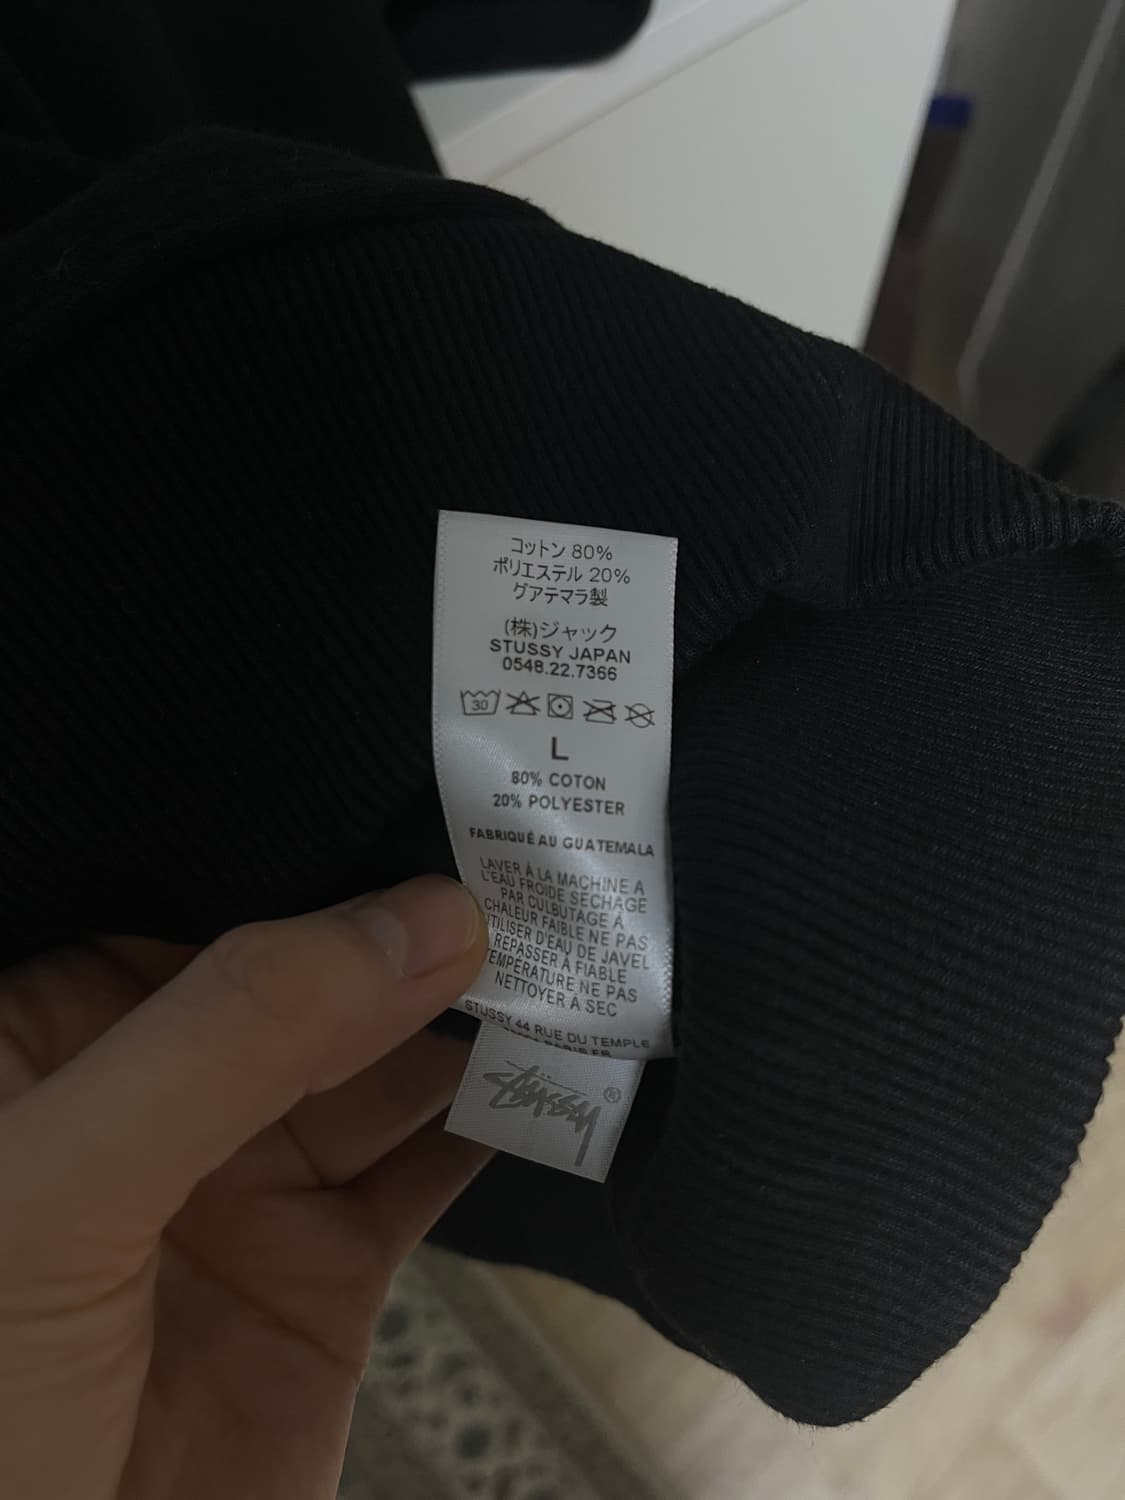 コットン 80%
ポリエステル 20%
グアテマラ製
(株)ジャック
STUSSY JAPAN
0548.22.7366
30
L
80% COTON
20% POLYESTER
FABRIQUÉ AU GUATEMALA
LAVER À LA MACHINE A
L'EAU FROIDE SÉCHAGE
PAR CULBUTAGE À
CHALEUR FAIBLE NE PAS
UTILISER D'EAU DE JAVEL
REPASSER À FIABLE
TEMPÉRATURE NE PAS
NETTOYER À SEC
STUSSY 44 RUE DU TEMPLE
PARIS FR
Stüssy ®